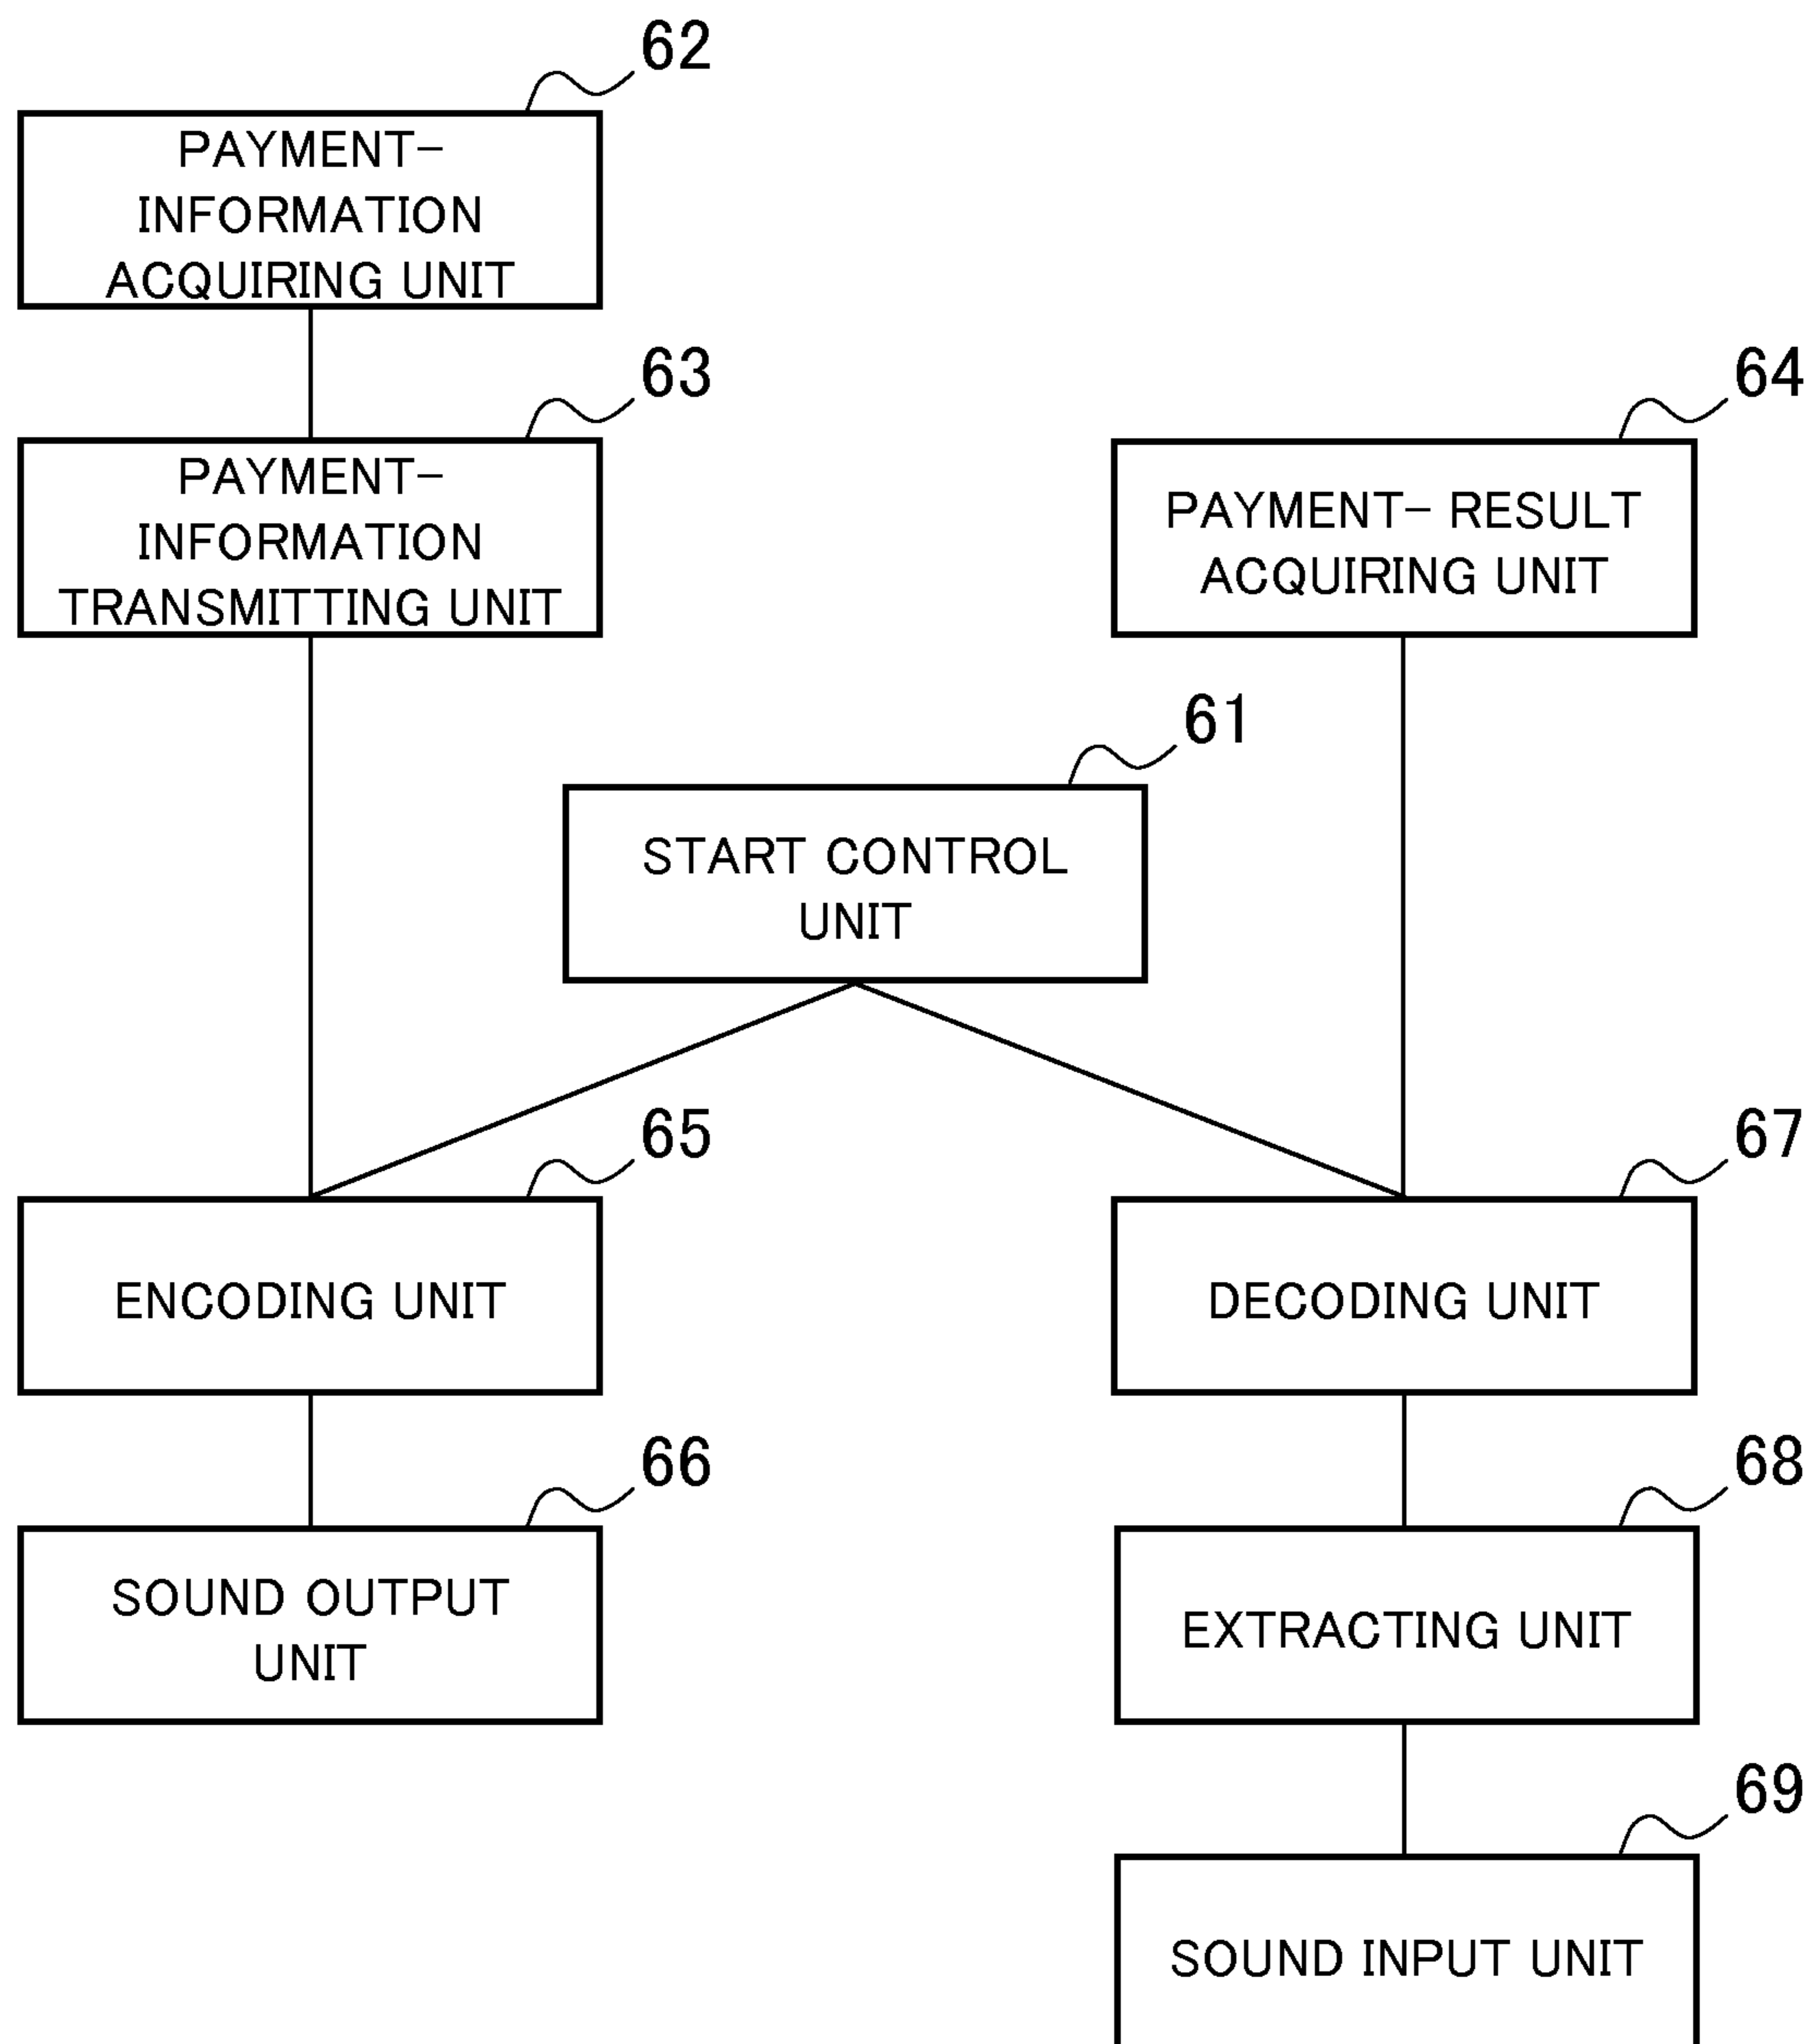 62
PAYMENT-
INFORMATION
ACQUIRING UNIT
63
PAYMENT-
INFORMATION
TRANSMITTING UNIT
64
PAYMENT- RESULT
ACQUIRING UNIT
61
START CONTROL
UNIT
65
ENCODING UNIT
67
DECODING UNIT
66
SOUND OUTPUT
UNIT
68
EXTRACTING UNIT
69
SOUND INPUT UNIT